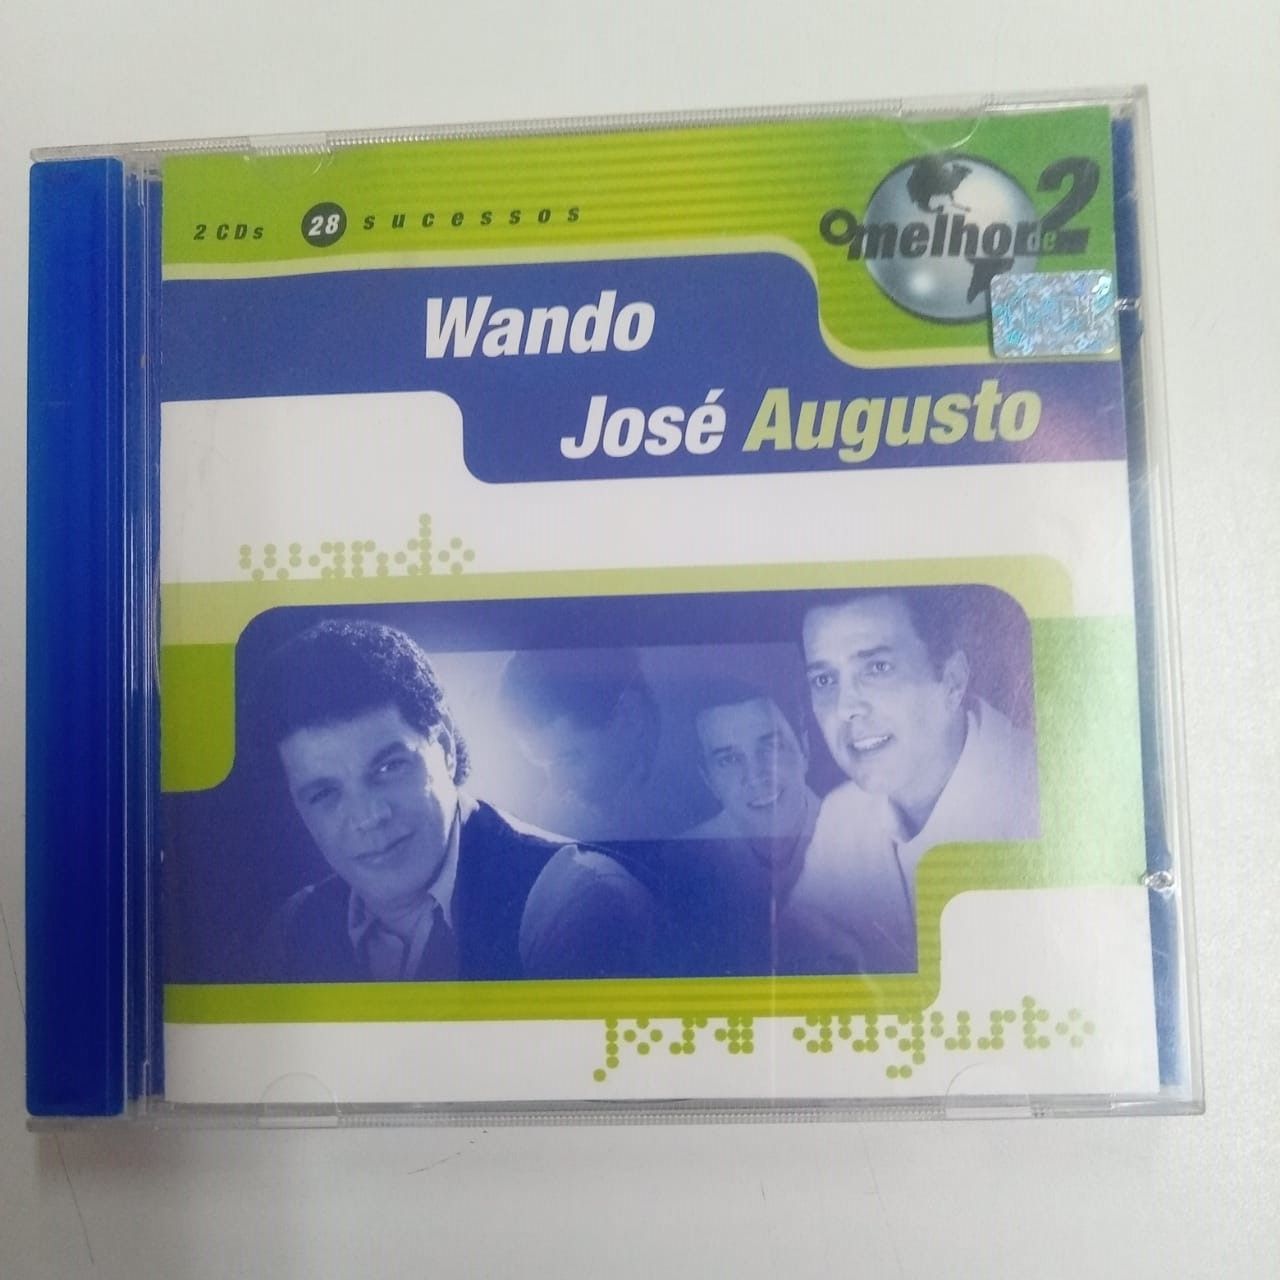 2 CDs 28 sucessos
O melhor de 2
Wando
José Augusto
wando
josé augusto